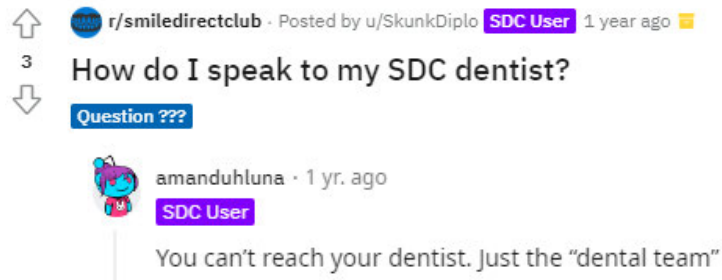 r/smiledirectclub · Posted by u/SkunkDiplo SDC User 1 year ago
3
How do I speak to my SDC dentist?
Question ???
amanduhluna · 1 yr. ago
SDC User
You can’t reach your dentist. Just the “dental team”